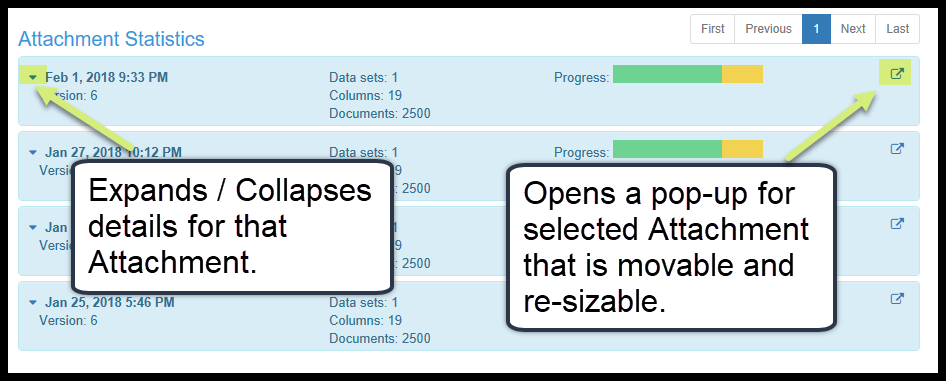 First Previous 1 Next Last
Attachment Statistics
Feb 1, 2018 9:33 PM Data sets: 1 Progress:
Version: 6 Columns: 19
Documents: 2500
Jan 27, 2018 10:12 PM Data sets: 1 Progress:
Expands / Collapses
details for that
Attachment.
Opens a pop-up for
selected Attachment
that is movable and
re-sizable.
Jan
2500
Jan 25, 2018 5:46 PM Data sets: 1
Version: 6 Columns: 19
Documents: 2500